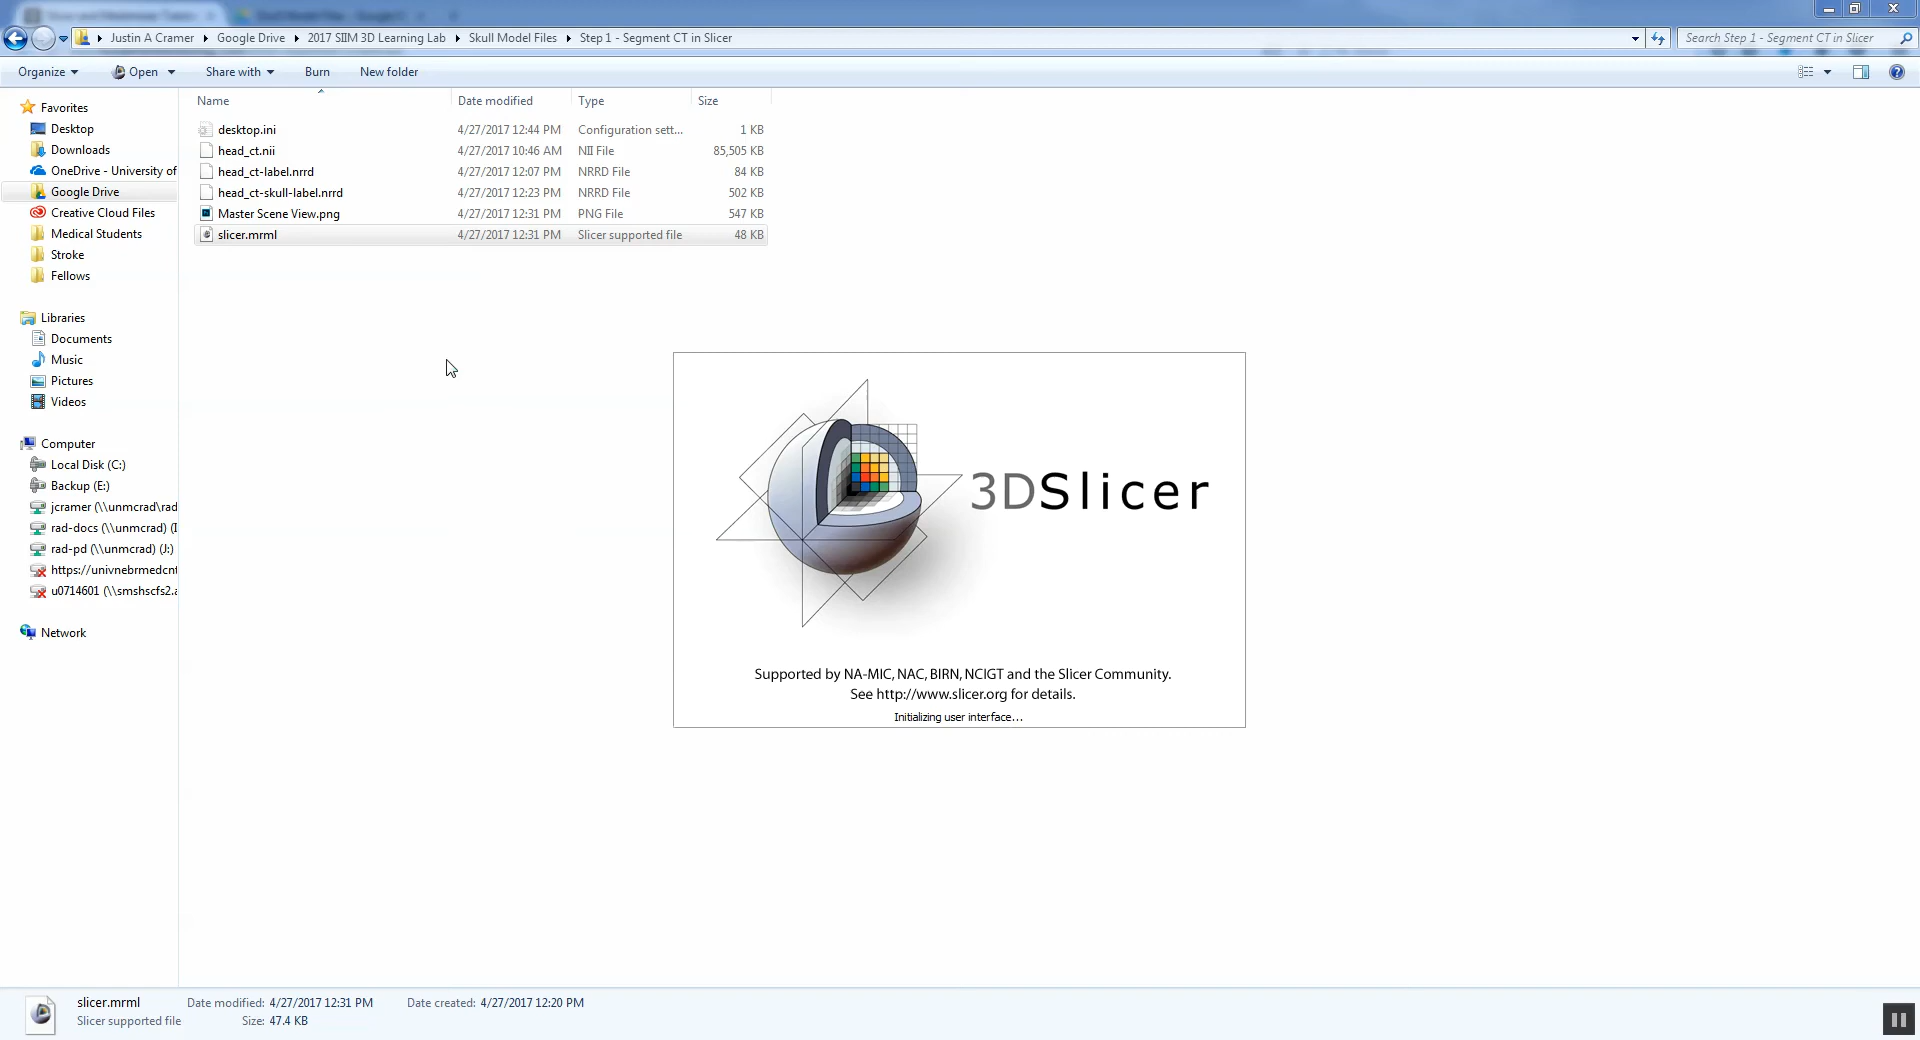 Justin A Cramer Google Drive 2017 SIIM 3D Learning Lab Skull Model Files Step 1 - Segment CT in Slicer
Search Step 1 - Segment CT in Slicer
Organize Open Share with Burn New folder
Name Date modified Type Size
desktop.ini 4/27/2017 12:44 PM Configuration sett... 1 KB
head_ct.nii 4/27/2017 10:46 AM NII File 85,505 KB
head_ct-label.nrrd 4/27/2017 12:07 PM NRRD File 84 KB
head_ct-skull-label.nrrd 4/27/2017 12:23 PM NRRD File 502 KB
Master Scene View.png 4/27/2017 12:31 PM PNG File 547 KB
slicer.mrml 4/27/2017 12:31 PM Slicer supported file 48 KB
Favorites
Desktop
Downloads
OneDrive - University of
Google Drive
Creative Cloud Files
Medical Students
Stroke
Fellows
Libraries
Documents
Music
Pictures
Videos
Computer
Local Disk (C:)
Backup (E:)
jcramer (\\unmcrad\rad
rad-docs (\\unmcrad) (I
rad-pd (\\unmcrad) (J:)
https://univnebrmedcnt
u0714601 (\\smshscfs2.a
Network
3DSlicer
Supported by NA-MIC, NAC, BIRN, NCIGT and the Slicer Community.
See http://www.slicer.org for details.
Initializing user interface...
slicer.mrml Date modified: 4/27/2017 12:31 PM Date created: 4/27/2017 12:20 PM
Slicer supported file Size: 47.4 KB